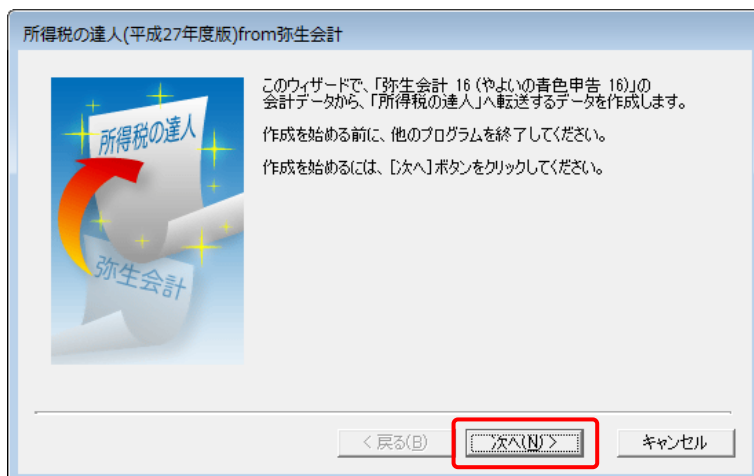 所得税の達人(平成27年度版)from弥生会計
このウィザードで、「弥生会計 16 (やよいの青色申告 16)」の
会計データから、「所得税の達人」へ転送するデータを作成します。
作成を始める前に、他のプログラムを終了してください。
作成を始めるには、[次へ]ボタンをクリックしてください。
所得税の達人
弥生会計
< 戻る(B)
次へ(N) >
キャンセル